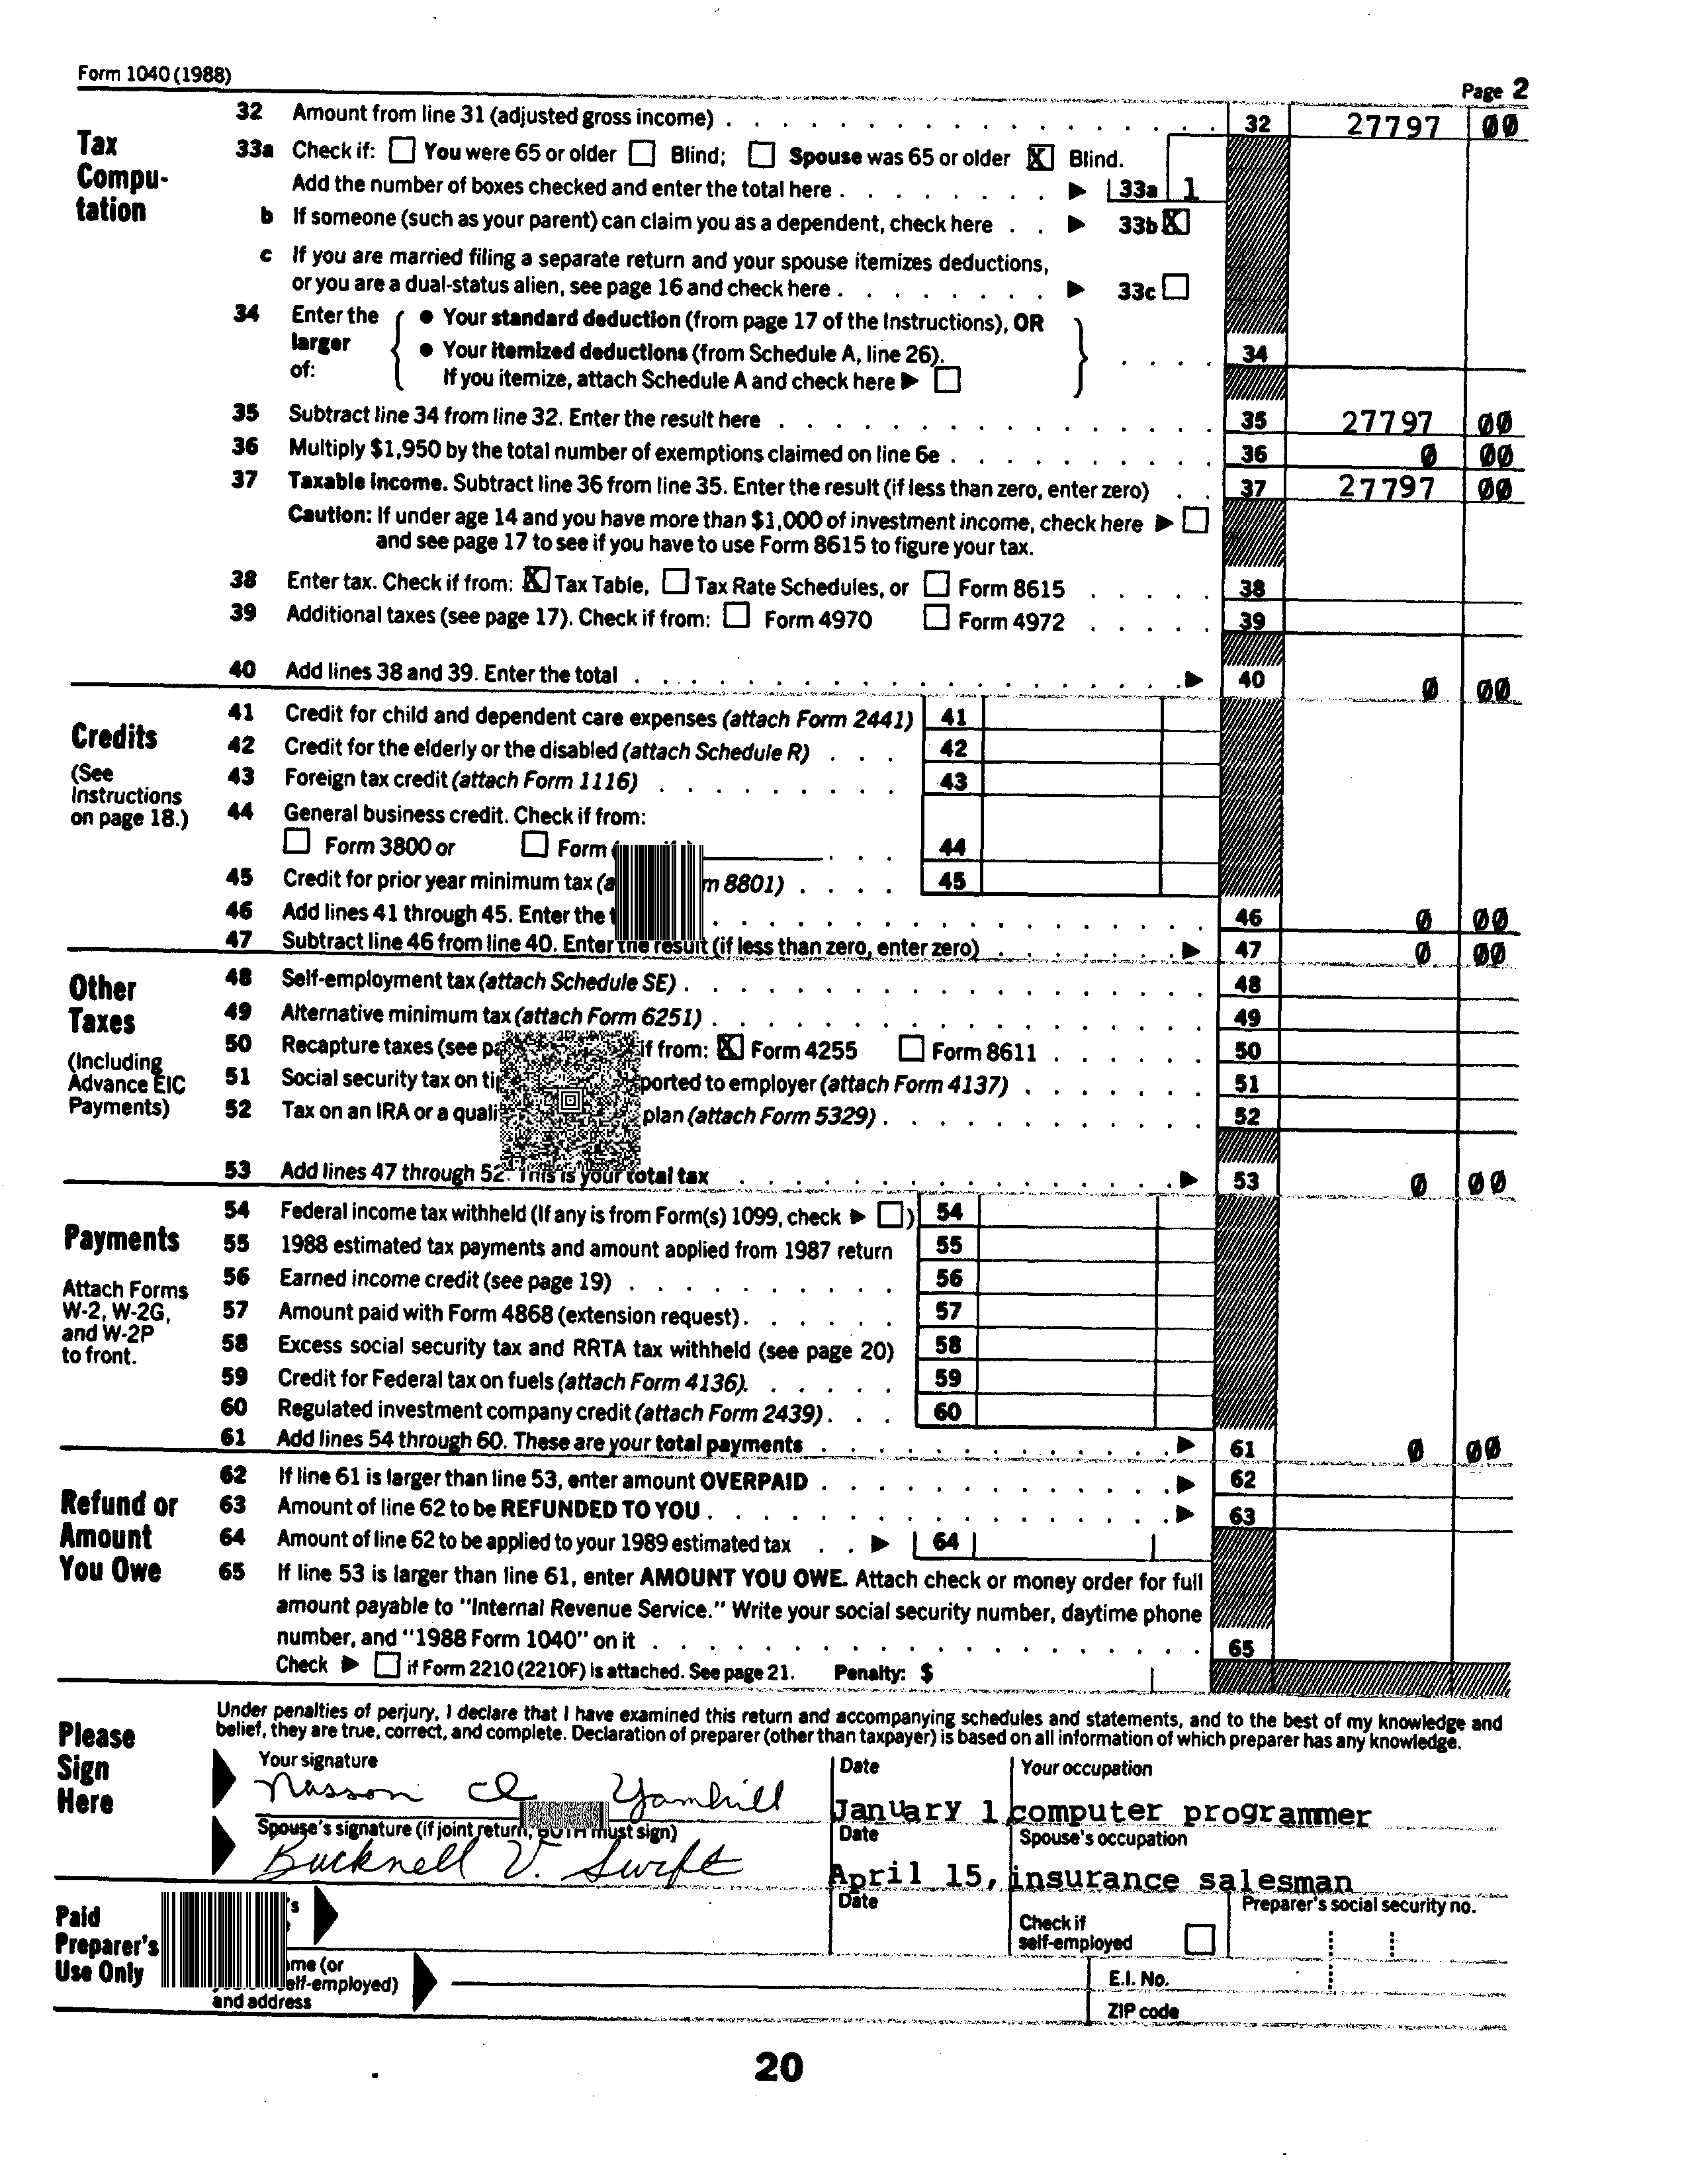 Form 1040 (1988)
Page 2
Tax Compu-tation
32 Amount from line 31 (adjusted gross income) . . . 32 27797 00
33a Check if: ☐ You were 65 or older ☐ Blind; ☐ Spouse was 65 or older ☒ Blind.
Add the number of boxes checked and enter the total here . . . ▶ 33a 1
b If someone (such as your parent) can claim you as a dependent, check here . . ▶ 33b ☒
c If you are married filing a separate return and your spouse itemizes deductions,
or you are a dual-status alien, see page 16 and check here . . . ▶ 33c ☐
34 Enter the larger of: { ● Your standard deduction (from page 17 of the Instructions), OR
● Your itemized deductions (from Schedule A, line 26).
If you itemize, attach Schedule A and check here ▶ ☐ } . . . . 34
35 Subtract line 34 from line 32. Enter the result here . . . 35 27797 00
36 Multiply $1,950 by the total number of exemptions claimed on line 6e . . . 36 0 00
37 Taxable income. Subtract line 36 from line 35. Enter the result (if less than zero, enter zero) . . 37 27797 00
Caution: If under age 14 and you have more than $1,000 of investment income, check here ▶ ☐
and see page 17 to see if you have to use Form 8615 to figure your tax.
38 Enter tax. Check if from: ☒ Tax Table, ☐ Tax Rate Schedules, or ☐ Form 8615 . . . . . 38
39 Additional taxes (see page 17). Check if from: ☐ Form 4970 ☐ Form 4972 . . . . . 39
40 Add lines 38 and 39. Enter the total . . . ▶ 40 0 00
Credits
(See Instructions on page 18.)
41 Credit for child and dependent care expenses (attach Form 2441) 41
42 Credit for the elderly or the disabled (attach Schedule R) . . . 42
43 Foreign tax credit (attach Form 1116) . . . 43
44 General business credit. Check if from:
☐ Form 3800 or ☐ Form . . . 44
45 Credit for prior year minimum tax (a m 8801) . . . . 45
46 Add lines 41 through 45. Enter the . . . 46 0 00
47 Subtract line 46 from line 40. Enter the result (if less than zero, enter zero) . . . ▶ 47 0 00
Other Taxes
(Including Advance EIC Payments)
48 Self-employment tax (attach Schedule SE) . . . 48
49 Alternative minimum tax (attach Form 6251) . . . 49
50 Recapture taxes (see pa if from: ☒ Form 4255 ☐ Form 8611 . . . 50
51 Social security tax on ti ported to employer (attach Form 4137) . . . 51
52 Tax on an IRA or a quali plan (attach Form 5329) . . . 52
53 Add lines 47 through 52. This is your total tax . . . ▶ 53 0 00
Payments
Attach Forms W-2, W-2G, and W-2P to front.
54 Federal income tax withheld (If any is from Form(s) 1099, check ▶ ☐) 54
55 1988 estimated tax payments and amount applied from 1987 return 55
56 Earned income credit (see page 19) . . . 56
57 Amount paid with Form 4868 (extension request) . . . 57
58 Excess social security tax and RRTA tax withheld (see page 20) 58
59 Credit for Federal tax on fuels (attach Form 4136). . . . 59
60 Regulated investment company credit (attach Form 2439) . . . 60
61 Add lines 54 through 60. These are your total payments . . . ▶ 61 0 00
Refund or Amount You Owe
62 If line 61 is larger than line 53, enter amount OVERPAID . . . ▶ 62
63 Amount of line 62 to be REFUNDED TO YOU . . . ▶ 63
64 Amount of line 62 to be applied to your 1989 estimated tax . . ▶ 64
65 If line 53 is larger than line 61, enter AMOUNT YOU OWE. Attach check or money order for full
amount payable to "Internal Revenue Service." Write your social security number, daytime phone
number, and "1988 Form 1040" on it . . . 65
Check ▶ ☐ if Form 2210 (2210F) is attached. See page 21. Penalty: $
Please Sign Here
Under penalties of perjury, I declare that I have examined this return and accompanying schedules and statements, and to the best of my knowledge and
belief, they are true, correct, and complete. Declaration of preparer (other than taxpayer) is based on all information of which preparer has any knowledge.
Your signature Date Your occupation
Nasson Cl Yamhill January 1 computer programmer
Spouse's signature (if joint return, BOTH must sign) Date Spouse's occupation
Bucknell V. Swift April 15, insurance salesman
Paid Preparer's Use Only
's Date Check if self-employed ☐ Preparer's social security no.
me (or
elf-employed)
and address
E.I. No.
ZIP code
20